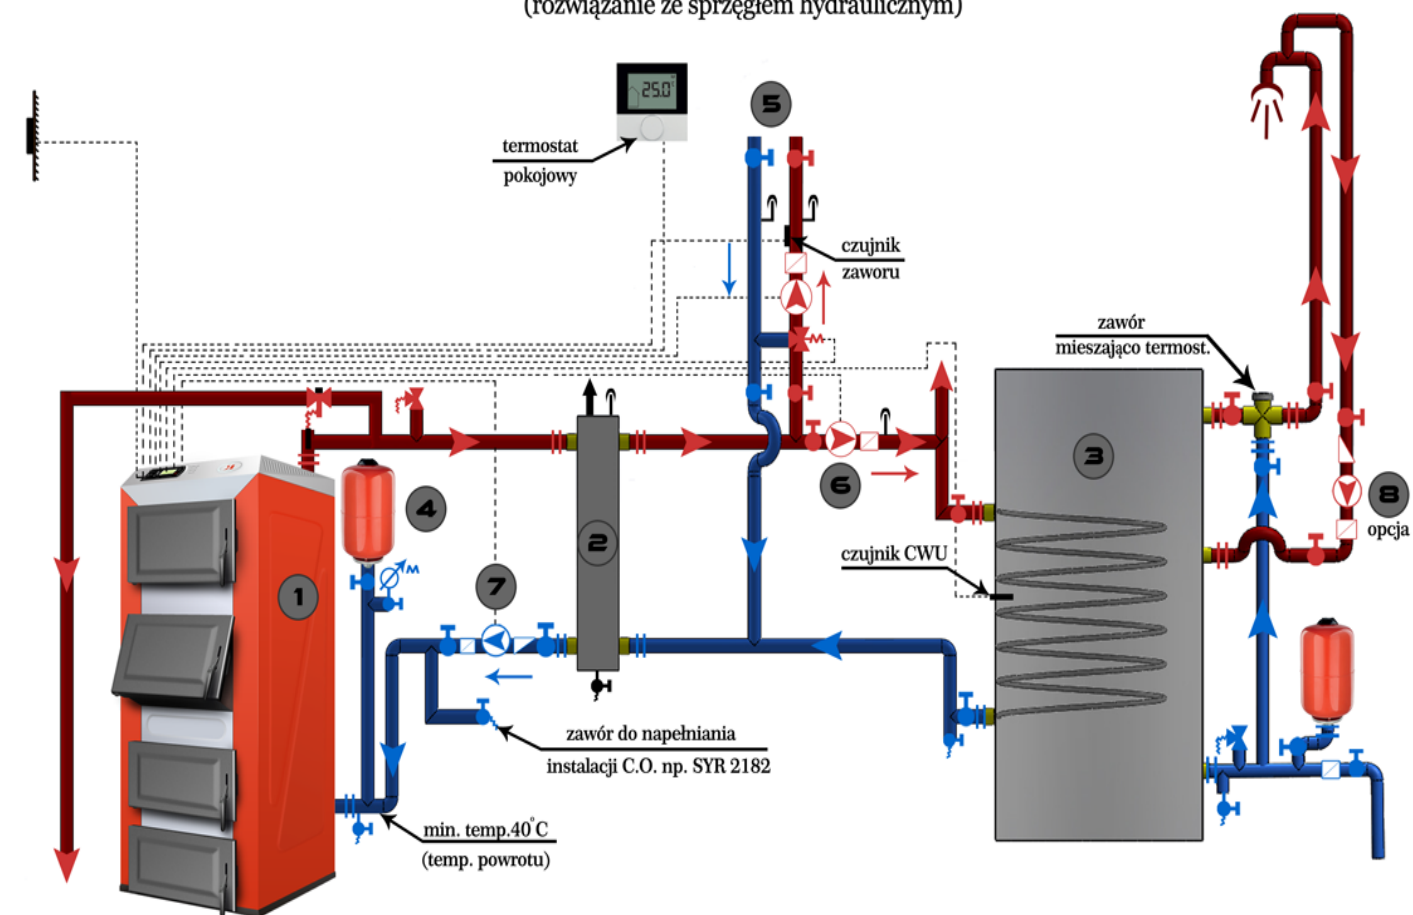 (rozwiązanie ze sprzęgłem hydraulicznym)
25.0°
5
termostat
pokojowy
czujnik
zaworu
zawór
mieszająco termost.
3
4
6
8
opcja
2
czujnik CWU
7
1
zawór do napełniania
instalacji C.O. np. SYR 2182
min. temp.40°C
(temp. powrotu)
M